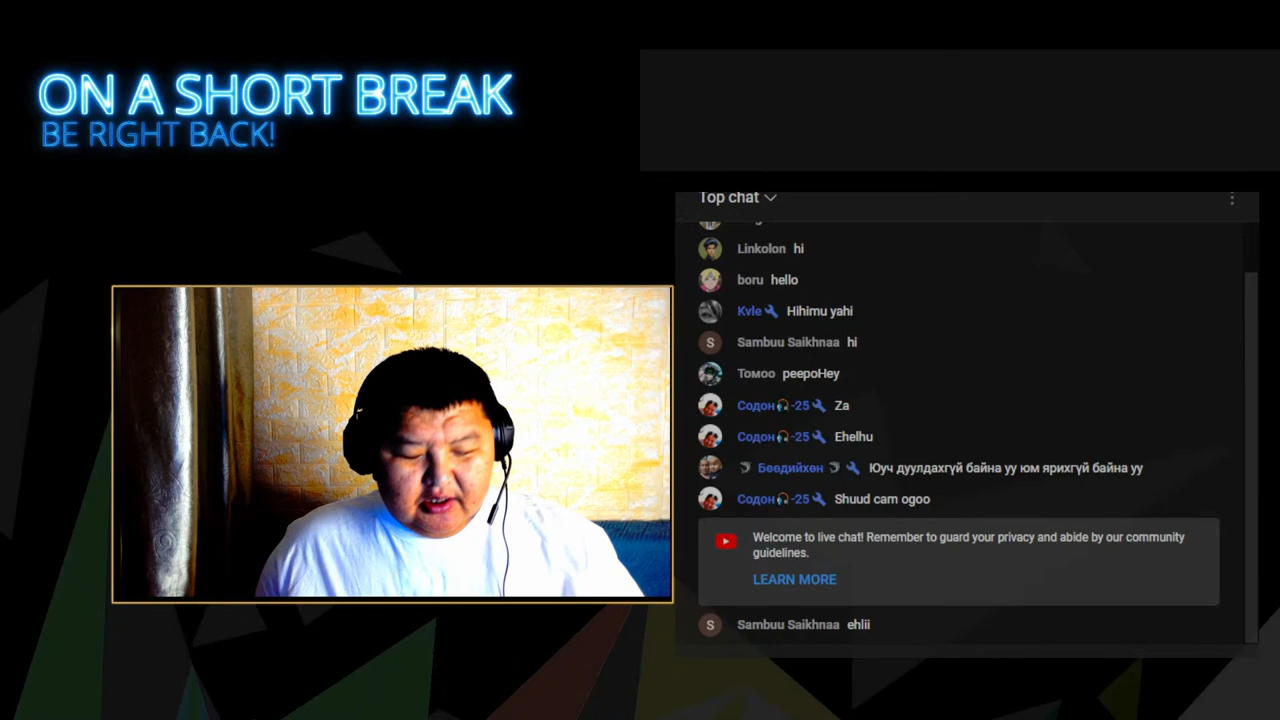 ON A SHORT BREAK
BE RIGHT BACK!
Top chat
Linkolon hi
boru hello
Kvle Hihimu yahi
S Sambuu Saikhnaa hi
Томоо peepoHey
Содон🎧-25 Za
Содон🎧-25 Ehelhu
Бөөдийхөн Юуч дуулдахгүй байна уу юм ярихгүй байна уу
Содон🎧-25 Shuud cam ogoo
Welcome to live chat! Remember to guard your privacy and abide by our community
guidelines.
LEARN MORE
S Sambuu Saikhnaa ehlii